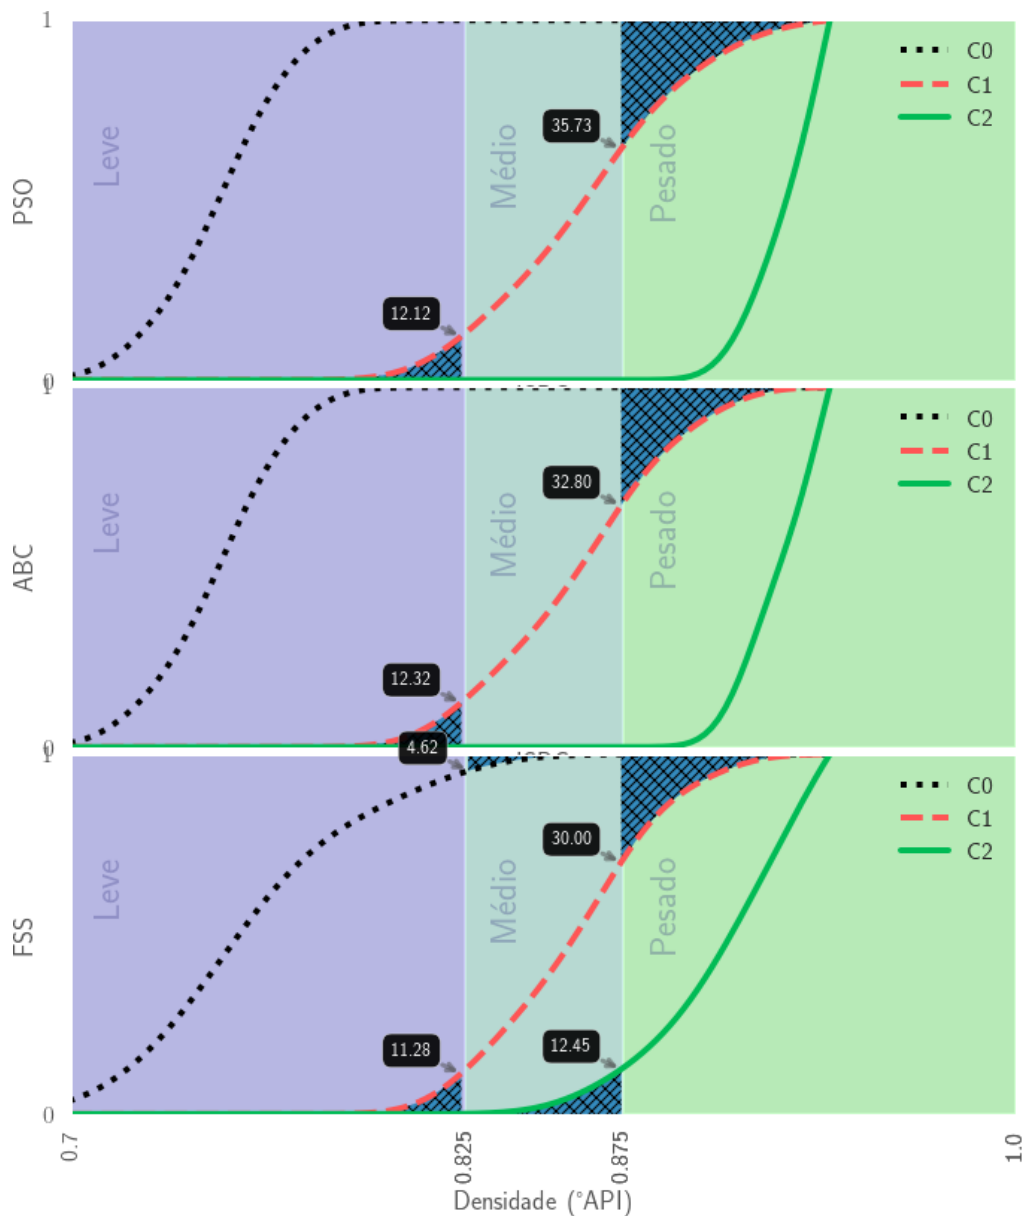 1
C0
C1
C2
35.73
Leve
Médio
Pesado
PSO
12.12
0
1
C0
C1
C2
32.80
Leve
Médio
Pesado
ABC
12.32
0
4.62
1
C0
C1
C2
30.00
Leve
Médio
Pesado
FSS
11.28
12.45
0
0.7
0.825
0.875
1.0
Densidade (°API)